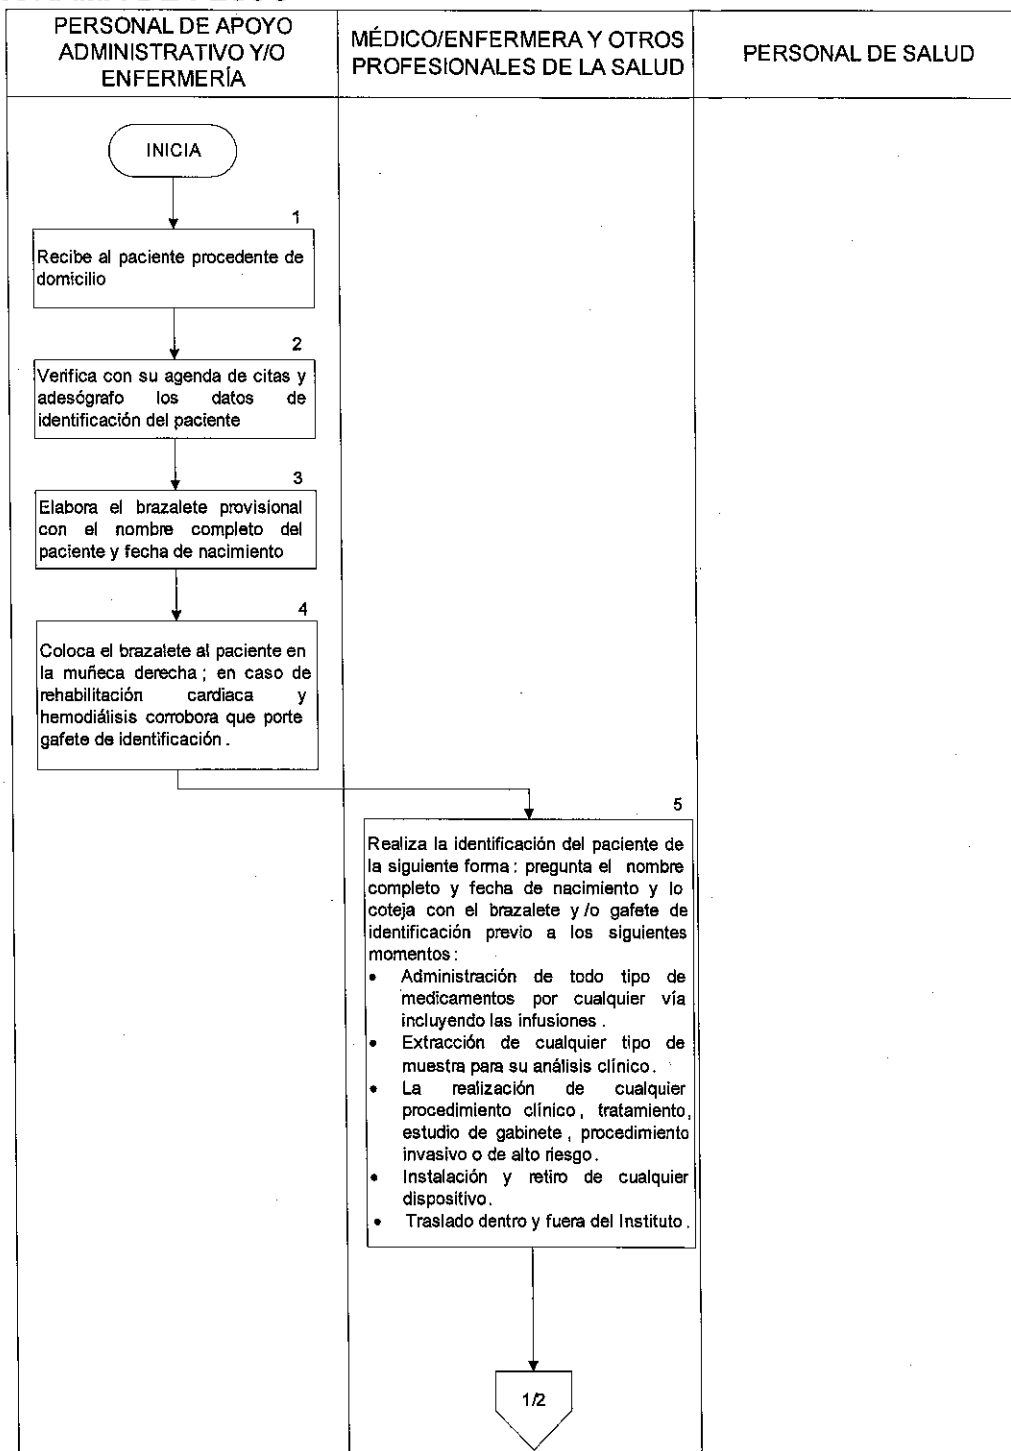 PERSONAL DE APOYO
ADMINISTRATIVO Y/O
ENFERMERÍA
MÉDICO/ENFERMERA Y OTROS
PROFESIONALES DE LA SALUD
PERSONAL DE SALUD
INICIA
1
Recibe al paciente procedente de
domicilio
2
Verifica con su agenda de citas y
adesógrafo los datos de
identificación del paciente
3
Elabora el brazalete provisional
con el nombre completo del
paciente y fecha de nacimiento
4
Coloca el brazalete al paciente en
la muñeca derecha ; en caso de
rehabilitación cardiaca y
hemodiálisis corrobora que porte
gafete de identificación .
5
Realiza la identificación del paciente de
la siguiente forma : pregunta el nombre
completo y fecha de nacimiento y lo
coteja con el brazalete y /o gafete de
identificación previo a los siguientes
momentos :
• Administración de todo tipo de
medicamentos por cualquier vía
incluyendo las infusiones .
• Extracción de cualquier tipo de
muestra para su análisis clínico.
• La realización de cualquier
procedimiento clínico , tratamiento,
estudio de gabinete , procedimiento
invasivo o de alto riesgo.
• Instalación y retiro de cualquier
dispositivo.
• Traslado dentro y fuera del Instituto .
1/2